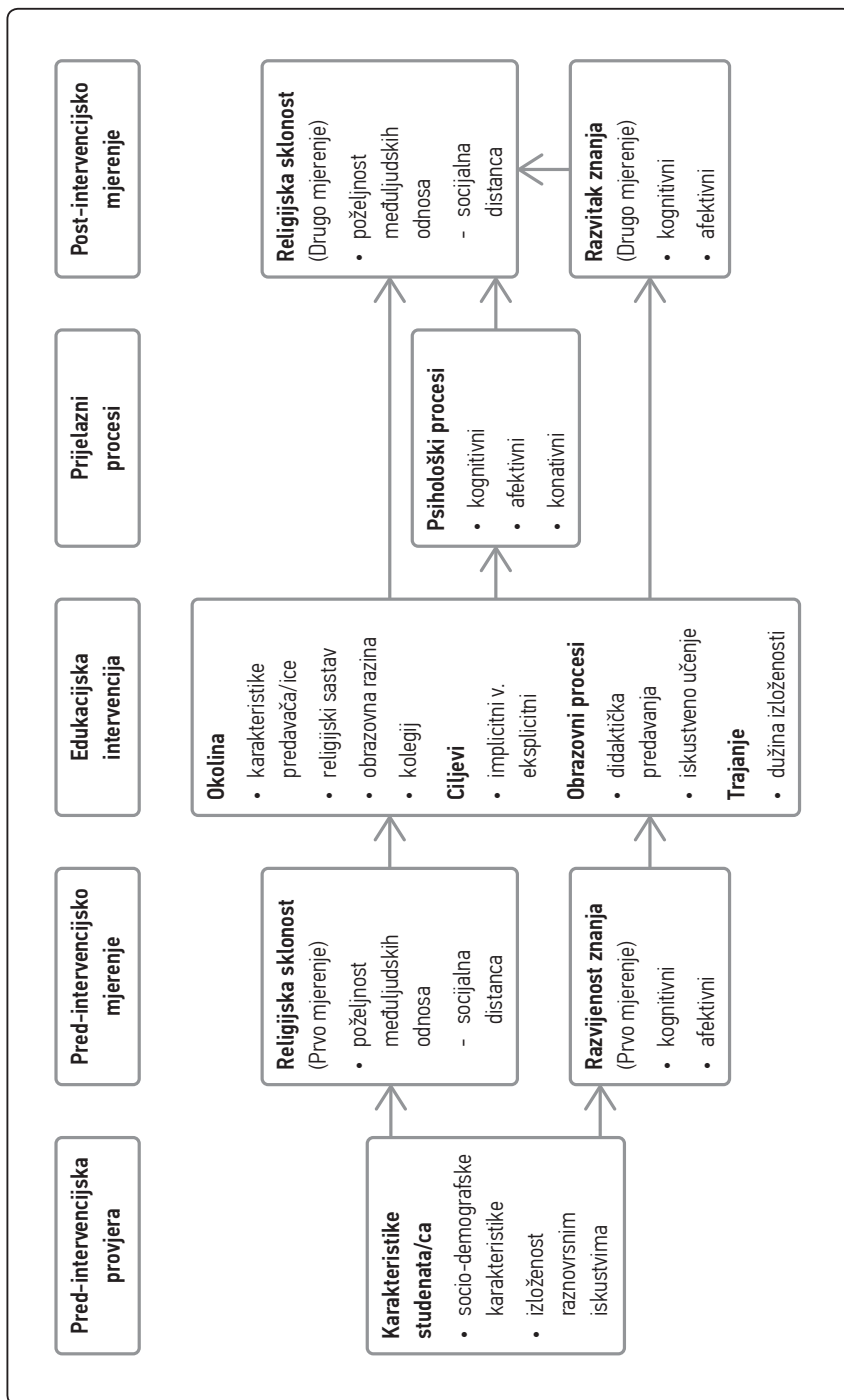 Pred-intervencijska
provjera
Pred-intervencijsko
mjerenje
Edukacijska
intervencija
Prijelazni
procesi
Post-intervencijsko
mjerenje
Karakteristike
studenata/ca
• socio-demografske
karakteristike
• izloženost
raznovrsnim
iskustvima
Religijska sklonost
(Prvo mjerenje)
• poželjnost
međuljudskih
odnosa
- socijalna
distanca
Razvijenost znanja
(Prvo mjerenje)
• kognitivni
• afektivni
Okolina
• karakteristike
predavača/ice
• religijski sastav
• obrazovna razina
• kolegij
Ciljevi
• implicitni v.
eksplicitni
Obrazovni procesi
• didaktička
predavanja
• iskustveno učenje
Trajanje
• dužina izloženosti
Psihološki procesi
• kognitivni
• afektivni
• konativni
Religijska sklonost
(Drugo mjerenje)
• poželjnost
međuljudskih
odnosa
- socijalna
distanca
Razvitak znanja
(Drugo mjerenje)
• kognitivni
• afektivni